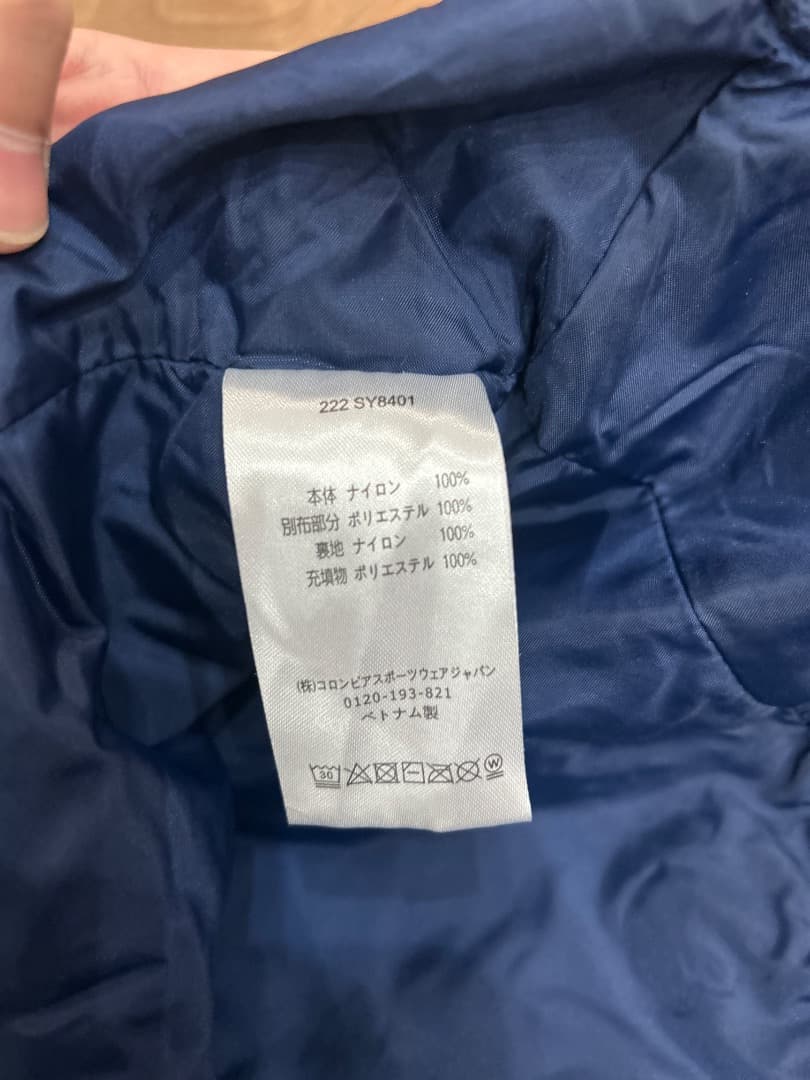 222 SY8401
本体 ナイロン 100%
別布部分 ポリエステル 100%
裏地 ナイロン 100%
充填物 ポリエステル 100%
(株)コロンビアスポーツウェアジャパン
0120-193-821
ベトナム製
30 W